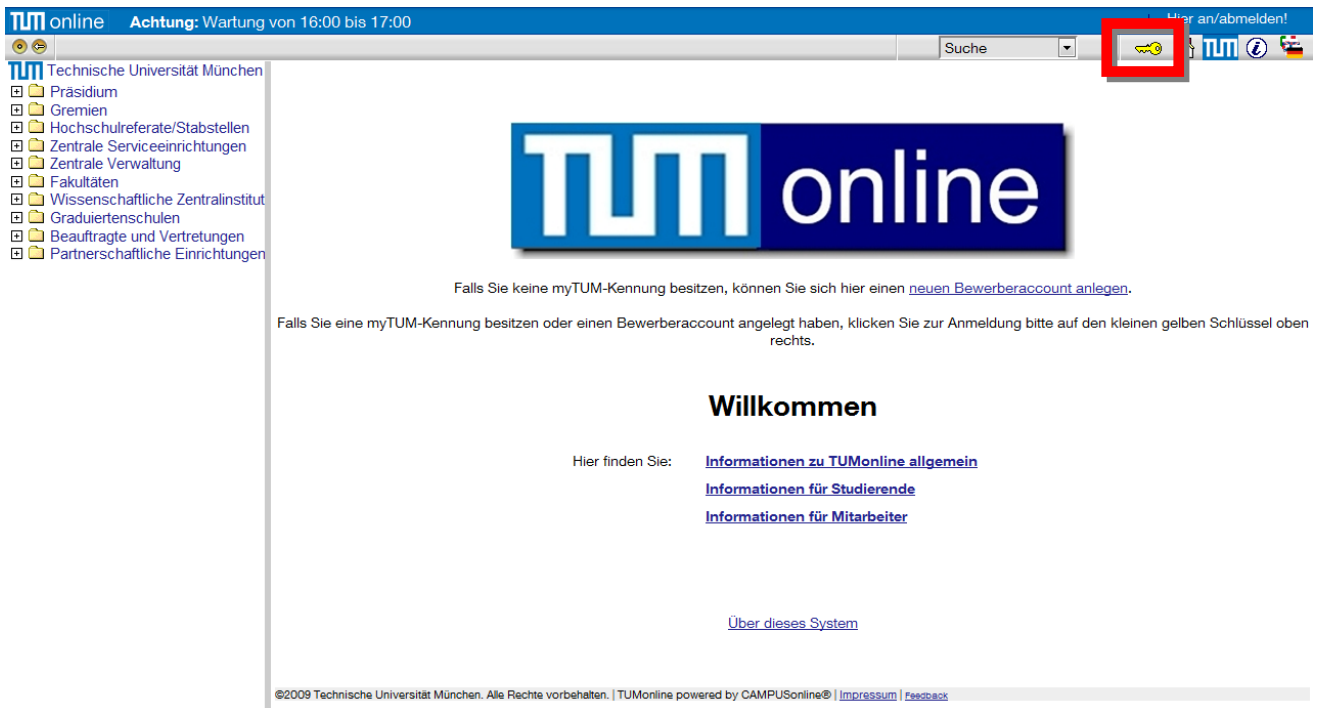 TUM online Achtung: Wartung von 16:00 bis 17:00 Hier an/abmelden!
Suche TUM
TUM Technische Universität München
Präsidium
Gremien
Hochschulreferate/Stabstellen
Zentrale Serviceeinrichtungen
Zentrale Verwaltung
Fakultäten
Wissenschaftliche Zentralinstitut
Graduiertenschulen
Beauftragte und Vertretungen
Partnerschaftliche Einrichtungen
TUM online
Falls Sie keine myTUM-Kennung besitzen, können Sie sich hier einen neuen Bewerberaccount anlegen.
Falls Sie eine myTUM-Kennung besitzen oder einen Bewerberaccount angelegt haben, klicken Sie zur Anmeldung bitte auf den kleinen gelben Schlüssel oben
rechts.
Willkommen
Hier finden Sie: Informationen zu TUMonline allgemein
Informationen für Studierende
Informationen für Mitarbeiter
Über dieses System
©2009 Technische Universität München. Alle Rechte vorbehalten. | TUMonline powered by CAMPUSonline® | Impressum | Feedback